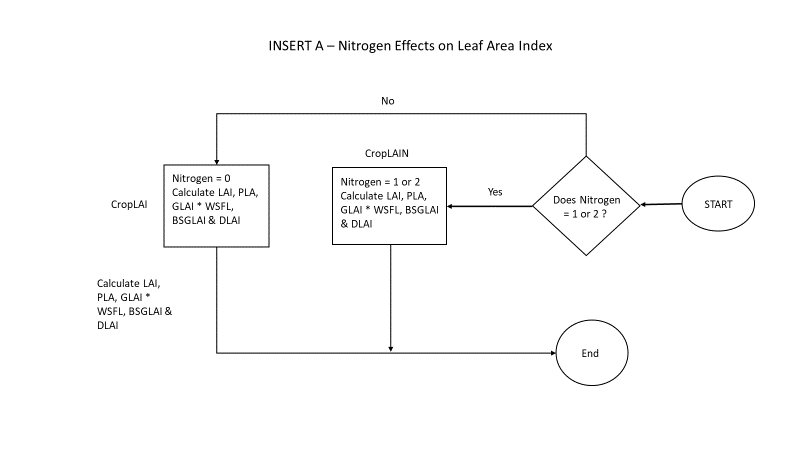 INSERT A – Nitrogen Effects on Leaf Area Index
No
CropLAIN
Nitrogen = 0
Calculate LAI, PLA,
GLAI * WSFL,
BSGLAI & DLAI
CropLAI
Nitrogen = 1 or 2
Calculate LAI, PLA,
GLAI * WSFL, BSGLAI
& DLAI
Yes
Does Nitrogen
= 1 or 2 ?
START
Calculate LAI,
PLA, GLAI *
WSFL, BSGLAI &
DLAI
End